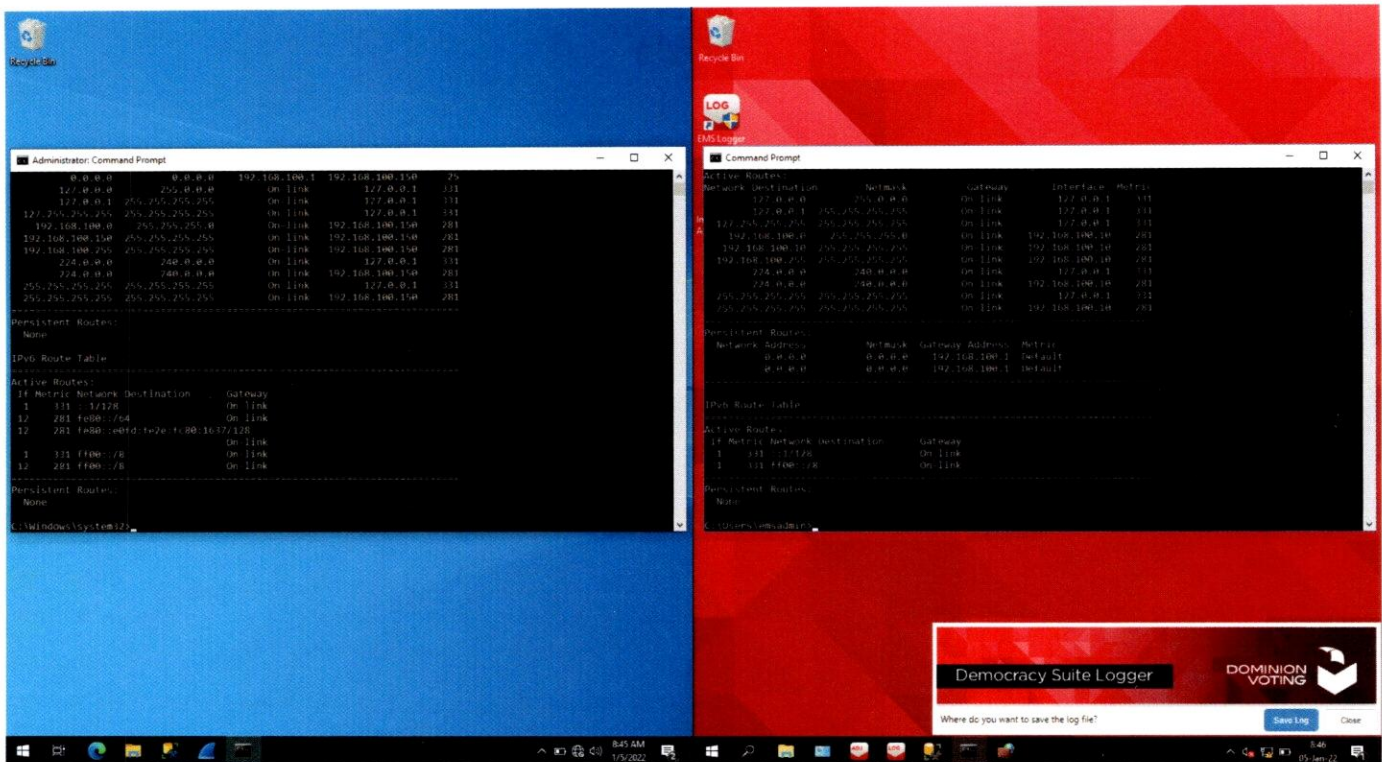 Recycle Bin
Administrator: Command Prompt
0.0.0.0 0.0.0.0 192.168.100.1 192.168.100.150 25
127.0.0.0 255.0.0.0 On-link 127.0.0.1 331
127.0.0.1 255.255.255.255 On-link 127.0.0.1 331
127.255.255.255 255.255.255.255 On-link 127.0.0.1 331
192.168.100.0 255.255.255.0 On-link 192.168.100.150 281
192.168.100.150 255.255.255.255 On-link 192.168.100.150 281
192.168.100.255 255.255.255.255 On-link 192.168.100.150 281
224.0.0.0 240.0.0.0 On-link 127.0.0.1 331
224.0.0.0 240.0.0.0 On-link 192.168.100.150 281
255.255.255.255 255.255.255.255 On-link 127.0.0.1 331
255.255.255.255 255.255.255.255 On-link 192.168.100.150 281
Persistent Routes:
None
IPv6 Route Table
Active Routes:
If Metric Network Destination Gateway
1 331 ::1/128 On-link
12 281 fe80::/64 On-link
12 281 fe80::e0fd:fe2e:fc80:1637/128
On-link
1 331 ff00::/8 On-link
12 281 ff00::/8 On-link
Persistent Routes:
None
C:\Windows\system32>
8:45 AM
1/5/2022
Recycle Bin
LOG
EMS Logger
Command Prompt
Active Routes:
Network Destination Netmask Gateway Interface Metric
127.0.0.0 255.0.0.0 On-link 127.0.0.1 331
127.0.0.1 255.255.255.255 On-link 127.0.0.1 331
127.255.255.255 255.255.255.255 On-link 127.0.0.1 331
192.168.100.0 255.255.255.0 On-link 192.168.100.10 281
192.168.100.10 255.255.255.255 On-link 192.168.100.10 281
192.168.100.255 255.255.255.255 On-link 192.168.100.10 281
224.0.0.0 240.0.0.0 On-link 127.0.0.1 331
224.0.0.0 240.0.0.0 On-link 192.168.100.10 281
255.255.255.255 255.255.255.255 On-link 127.0.0.1 331
255.255.255.255 255.255.255.255 On-link 192.168.100.10 281
Persistent Routes:
Network Address Netmask Gateway Address Metric
0.0.0.0 0.0.0.0 192.168.100.1 Default
0.0.0.0 0.0.0.0 192.168.100.1 Default
IPv6 Route Table
Active Routes:
If Metric Network Destination Gateway
1 331 ::1/128 On-link
1 331 ff00::/8 On-link
Persistent Routes:
None
C:\Users\emsadmin>
Democracy Suite Logger
DOMINION
VOTING
Where do you want to save the log file?
Save Log
Close
8:46
05-Jan-22